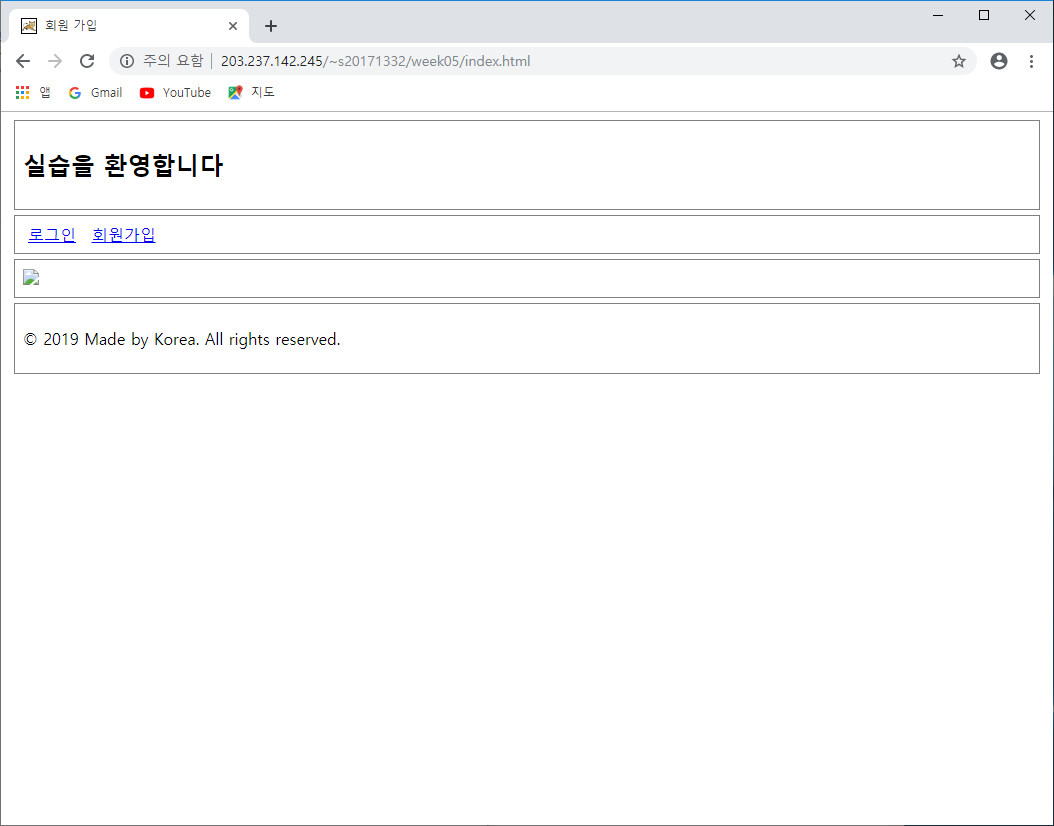 회원 가입
주의 요함 203.237.142.245/~s20171332/week05/index.html
앱 Gmail YouTube 지도
실습을 환영합니다
로그인 회원가입
© 2019 Made by Korea. All rights reserved.